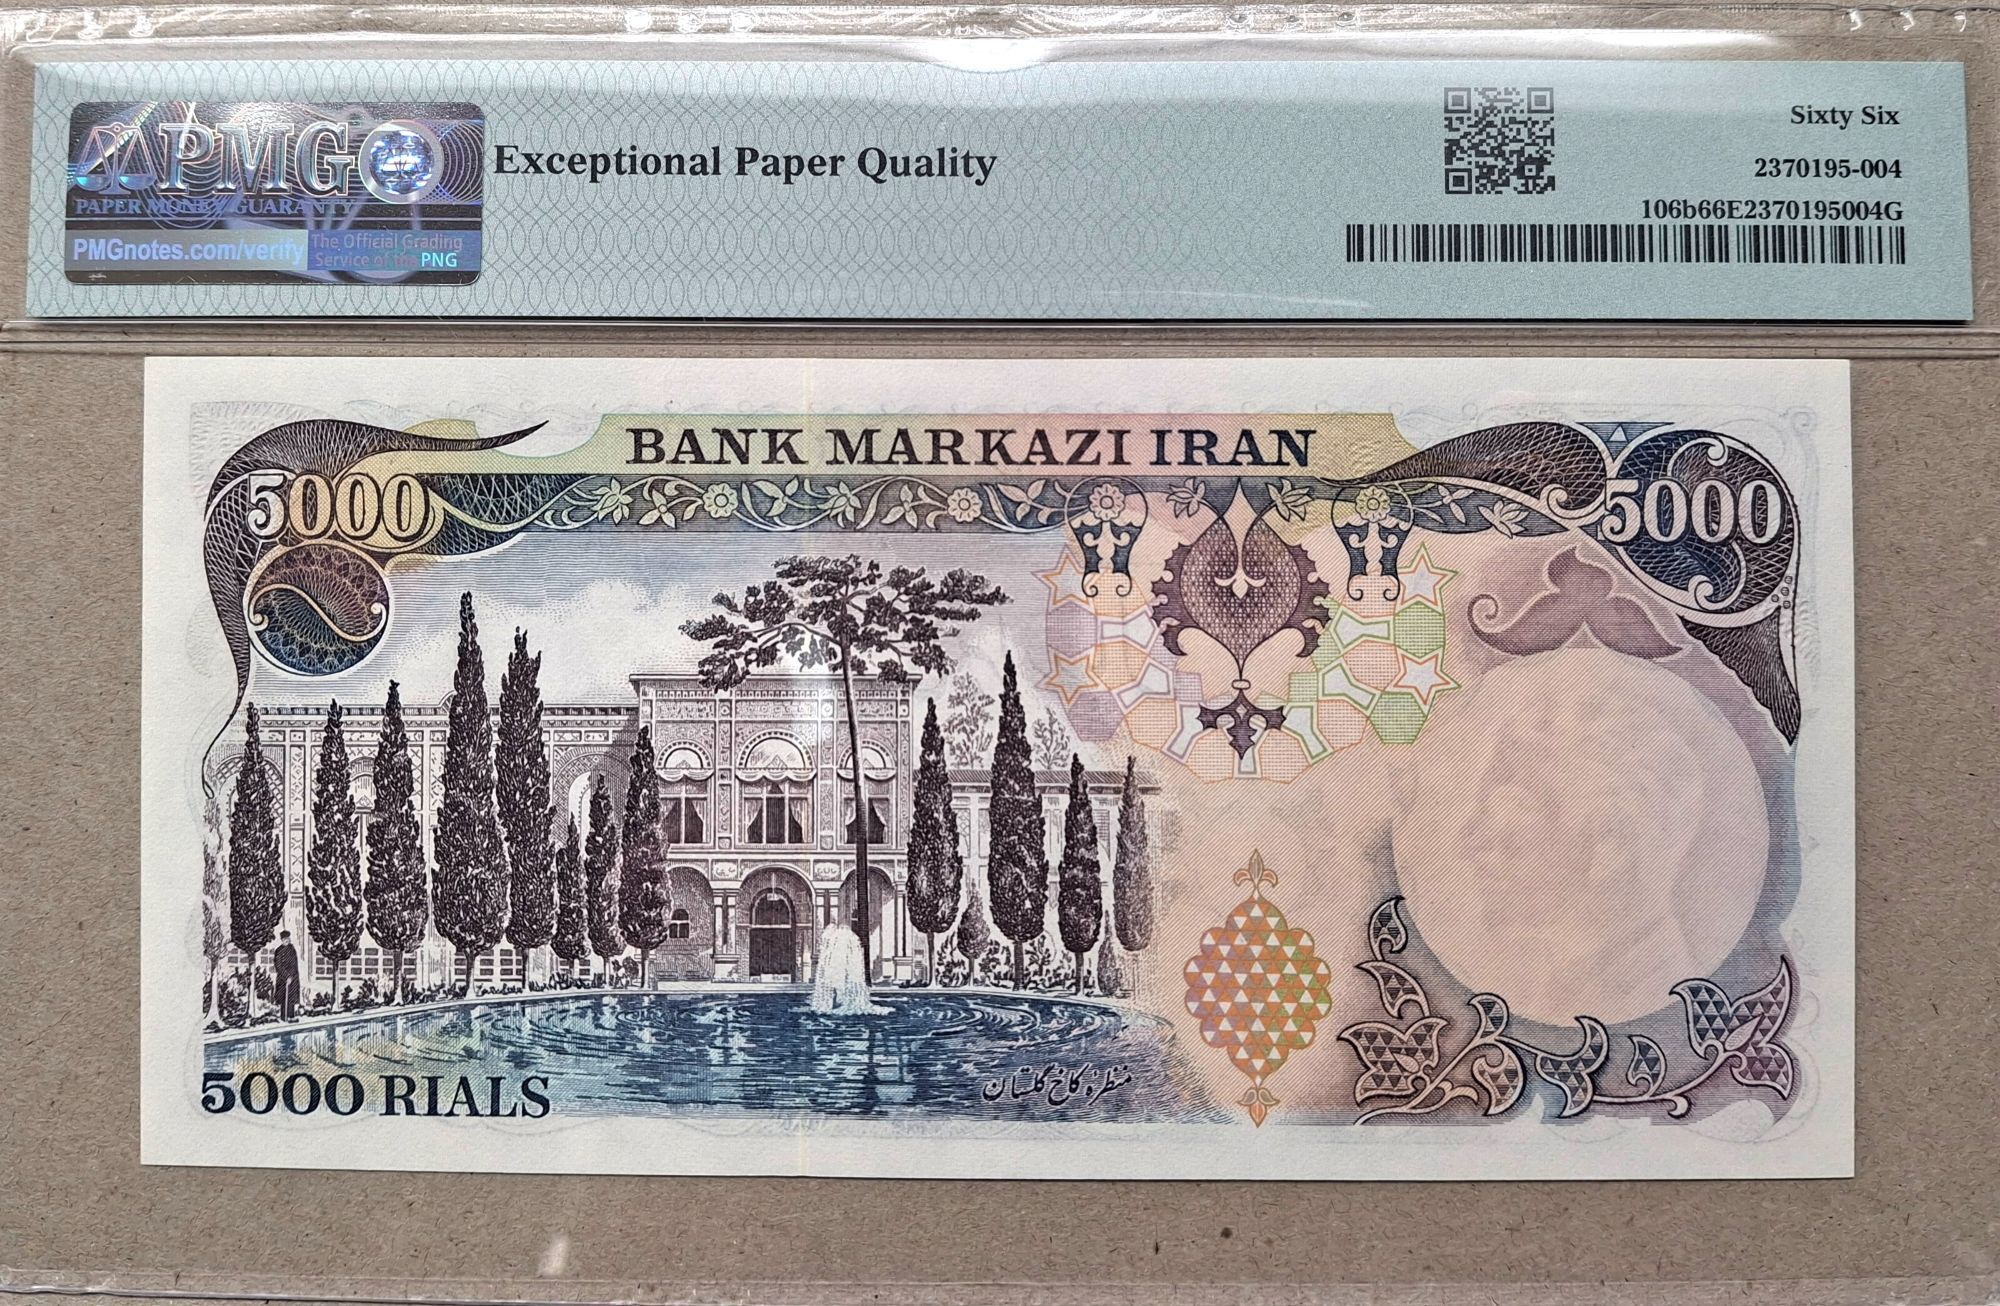 PMG
PAPER MONEY GUARANTY
PMGnotes.com/verify
The Official Grading
Service of the PNG
Exceptional Paper Quality
Sixty Six
2370195-004
106b66E2370195004G
BANK MARKAZI IRAN
5000
5000
5000 RIALS
منظرهٔ کاخ گلستان